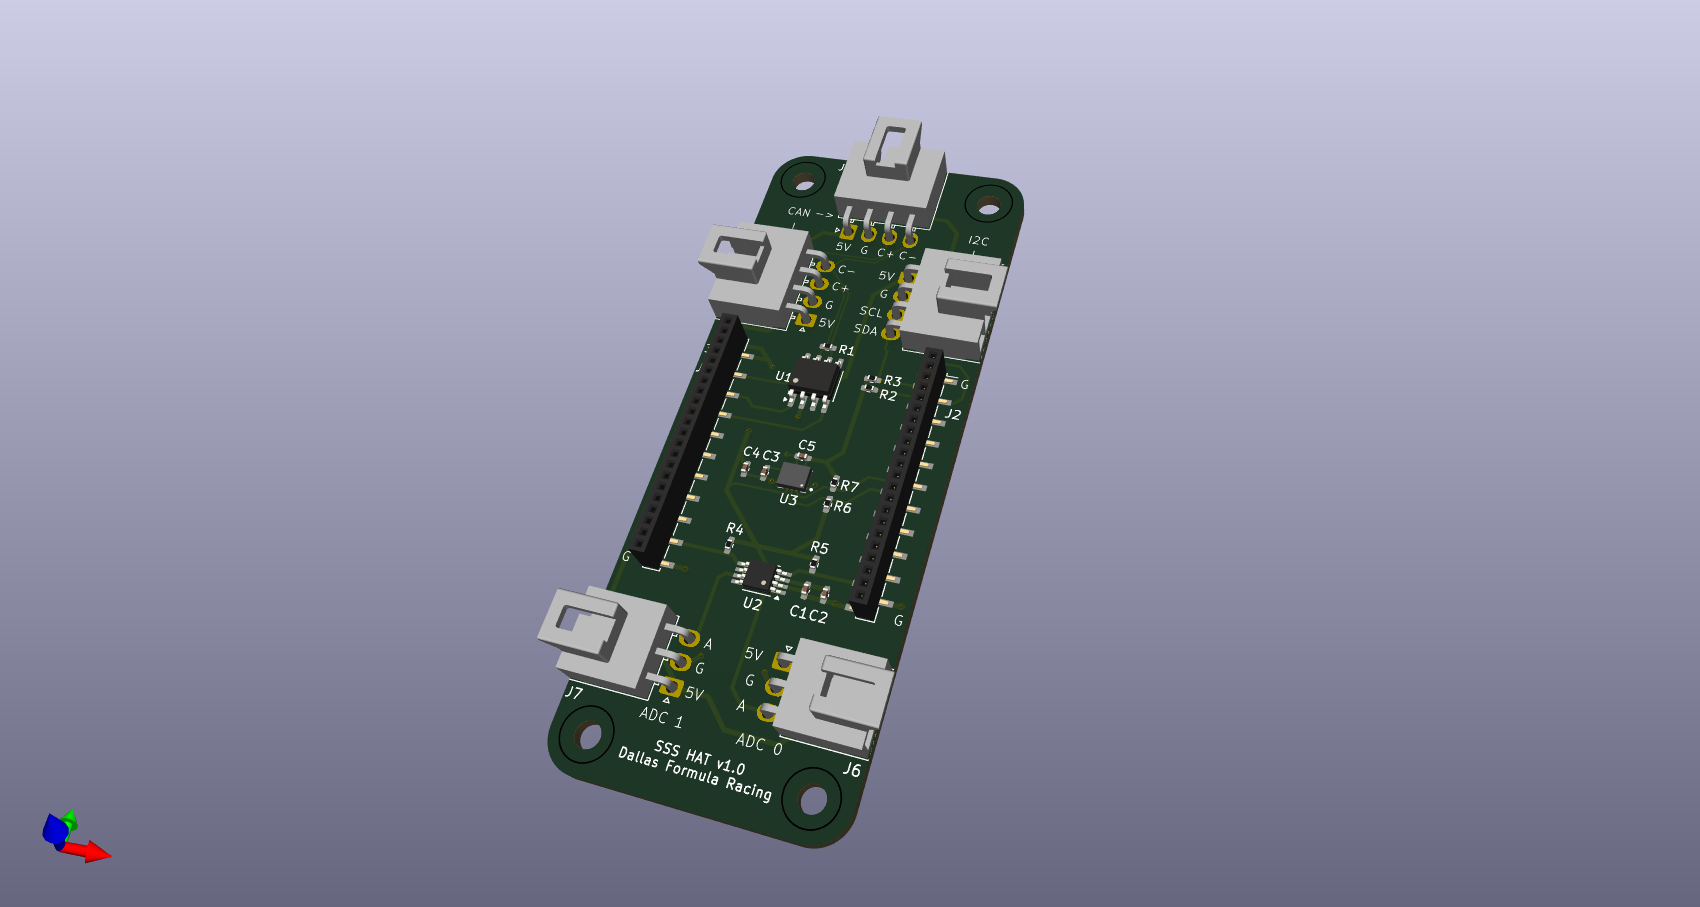 CAN -->
5V G C+ C-
I2C
C-
C+
G
5V
5V
G
SCL
SDA
R1
U1
R3
R2
G
J2
C5
C4 C3
U3
R7
R6
R4
R5
G
U2
C1C2
G
A
G
5V
J7
ADC 1
5V
G
A
ADC 0
J6
SSS HAT v1.0
Dallas Formula Racing